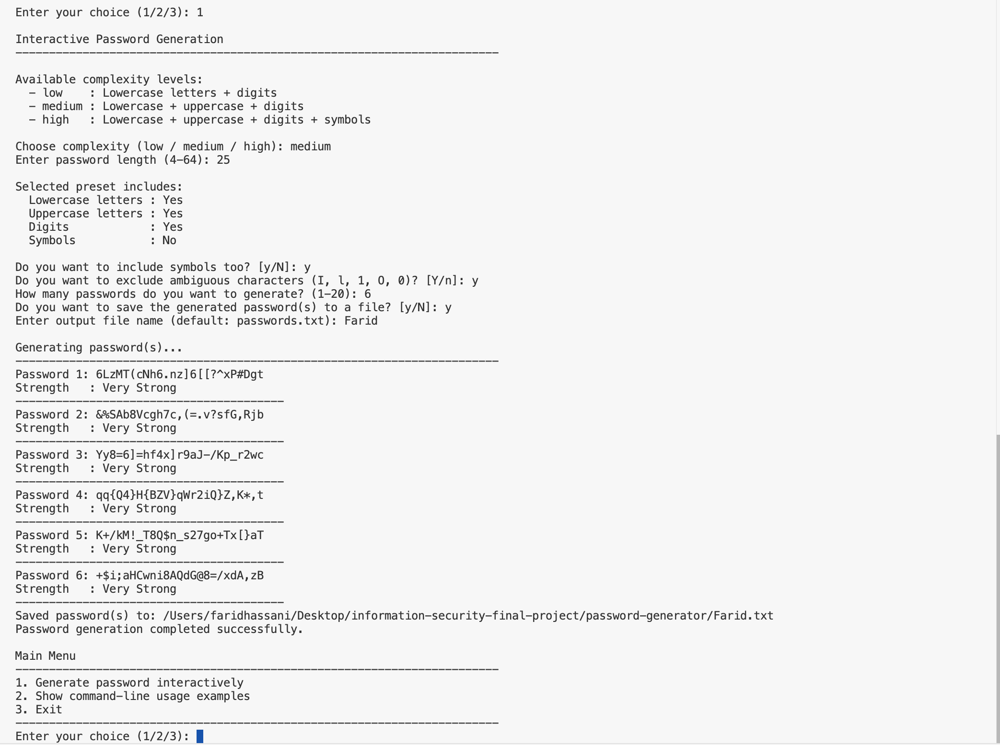 Enter your choice (1/2/3): 1
Interactive Password Generation
------------------------------------------------------------------------
Available complexity levels:
  - low    : Lowercase letters + digits
  - medium : Lowercase + uppercase + digits
  - high   : Lowercase + uppercase + digits + symbols
Choose complexity (low / medium / high): medium
Enter password length (4-64): 25
Selected preset includes:
  Lowercase letters : Yes
  Uppercase letters : Yes
  Digits            : Yes
  Symbols           : No
Do you want to include symbols too? [y/N]: y
Do you want to exclude ambiguous characters (I, l, 1, O, 0)? [Y/n]: y
How many passwords do you want to generate? (1-20): 6
Do you want to save the generated password(s) to a file? [y/N]: y
Enter output file name (default: passwords.txt): Farid
Generating password(s)...
------------------------------------------------------------------------
Password 1: 6LzMT(cNh6.nz]6[[?^xP#Dgt
Strength   : Very Strong
----------------------------------------
Password 2: &%SAb8Vcgh7c,(=.v?sfG,Rjb
Strength   : Very Strong
----------------------------------------
Password 3: Yy8=6]=hf4x]r9aJ-/Kp_r2wc
Strength   : Very Strong
----------------------------------------
Password 4: qq{Q4}H{BZV}qWr2iQ}Z,K*,t
Strength   : Very Strong
----------------------------------------
Password 5: K+/kM!_T8Q$n_s27go+Tx[}aT
Strength   : Very Strong
----------------------------------------
Password 6: +$i;aHCwni8AQdG@8=/xdA,zB
Strength   : Very Strong
----------------------------------------
Saved password(s) to: /Users/faridhassani/Desktop/information-security-final-project/password-generator/Farid.txt
Password generation completed successfully.
Main Menu
------------------------------------------------------------------------
1. Generate password interactively
2. Show command-line usage examples
3. Exit
------------------------------------------------------------------------
Enter your choice (1/2/3):